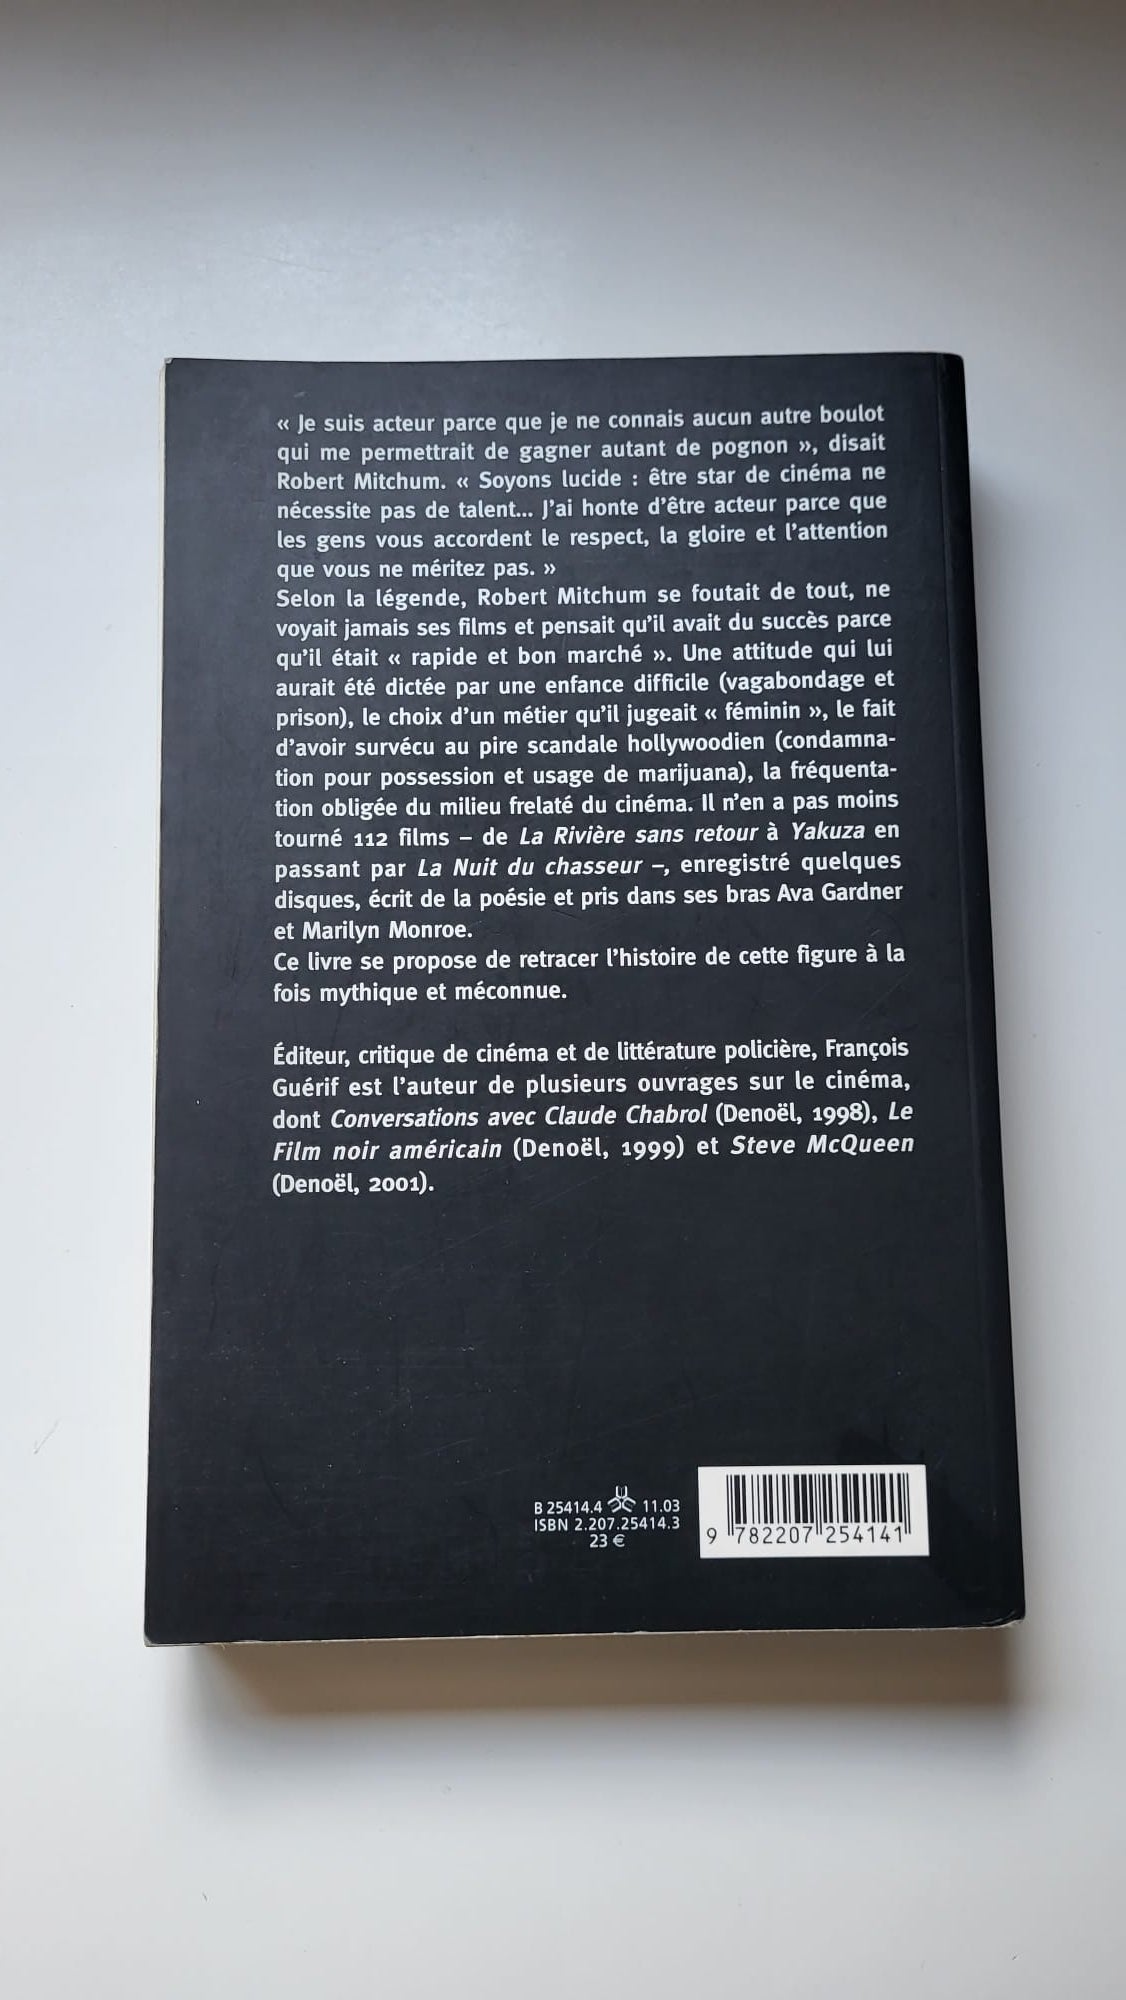 « Je suis acteur parce que je ne connais aucun autre boulot
qui me permettrait de gagner autant de pognon », disait
Robert Mitchum. « Soyons lucide : être star de cinéma ne
nécessite pas de talent... J'ai honte d'être acteur parce que
les gens vous accordent le respect, la gloire et l'attention
que vous ne méritez pas. »
Selon la légende, Robert Mitchum se foutait de tout, ne
voyait jamais ses films et pensait qu'il avait du succès parce
qu'il était « rapide et bon marché ». Une attitude qui lui
aurait été dictée par une enfance difficile (vagabondage et
prison), le choix d'un métier qu'il jugeait « féminin », le fait
d'avoir survécu au pire scandale hollywoodien (condamna-
tion pour possession et usage de marijuana), la fréquenta-
tion obligée du milieu frelaté du cinéma. Il n'en a pas moins
tourné 112 films – de La Rivière sans retour à Yakuza en
passant par La Nuit du chasseur –, enregistré quelques
disques, écrit de la poésie et pris dans ses bras Ava Gardner
et Marilyn Monroe.
Ce livre se propose de retracer l'histoire de cette figure à la
fois mythique et méconnue.
Éditeur, critique de cinéma et de littérature policière, François
Guérif est l'auteur de plusieurs ouvrages sur le cinéma,
dont Conversations avec Claude Chabrol (Denoël, 1998), Le
Film noir américain (Denoël, 1999) et Steve McQueen
(Denoël, 2001).
B 25414.4 11.03
ISBN 2.207.25414.3
23 €
9 782207 254141